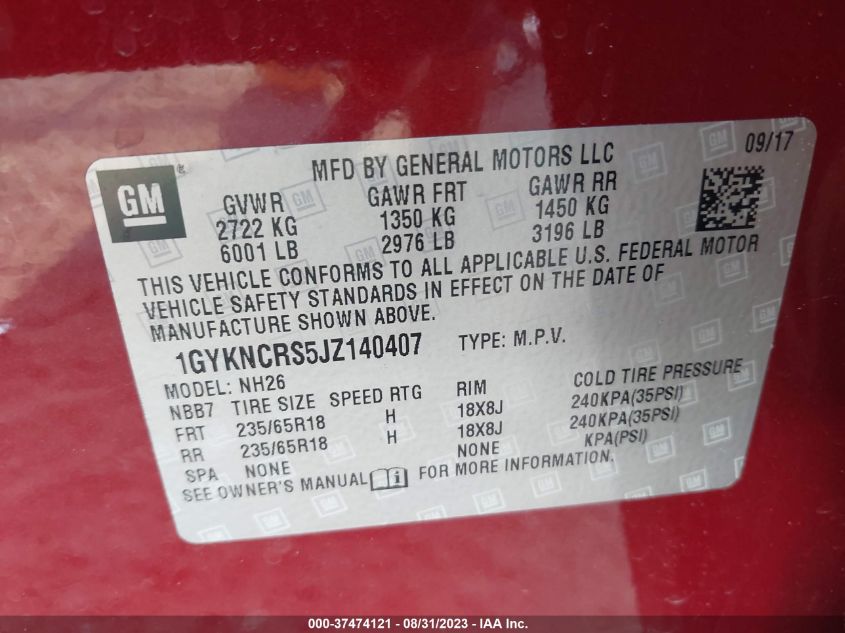 09/17
MFD BY GENERAL MOTORS LLC
GM ®
GVWR GAWR FRT GAWR RR
2722 KG 1350 KG 1450 KG
6001 LB 2976 LB 3196 LB
THIS VEHICLE CONFORMS TO ALL APPLICABLE U.S. FEDERAL MOTOR
VEHICLE SAFETY STANDARDS IN EFFECT ON THE DATE OF
MANUFACTURE SHOWN ABOVE.
1GYKNCRS5JZ140407 TYPE: M.P.V.
MODEL: NH26
NBB7 TIRE SIZE SPEED RTG RIM COLD TIRE PRESSURE
FRT 235/65R18 H 18X8J 240KPA(35PSI)
RR 235/65R18 H 18X8J 240KPA(35PSI)
SPA NONE NONE KPA(PSI)
SEE OWNER'S MANUAL i FOR MORE INFORMATION.
000-37474121 - 08/31/2023 - IAA Inc.